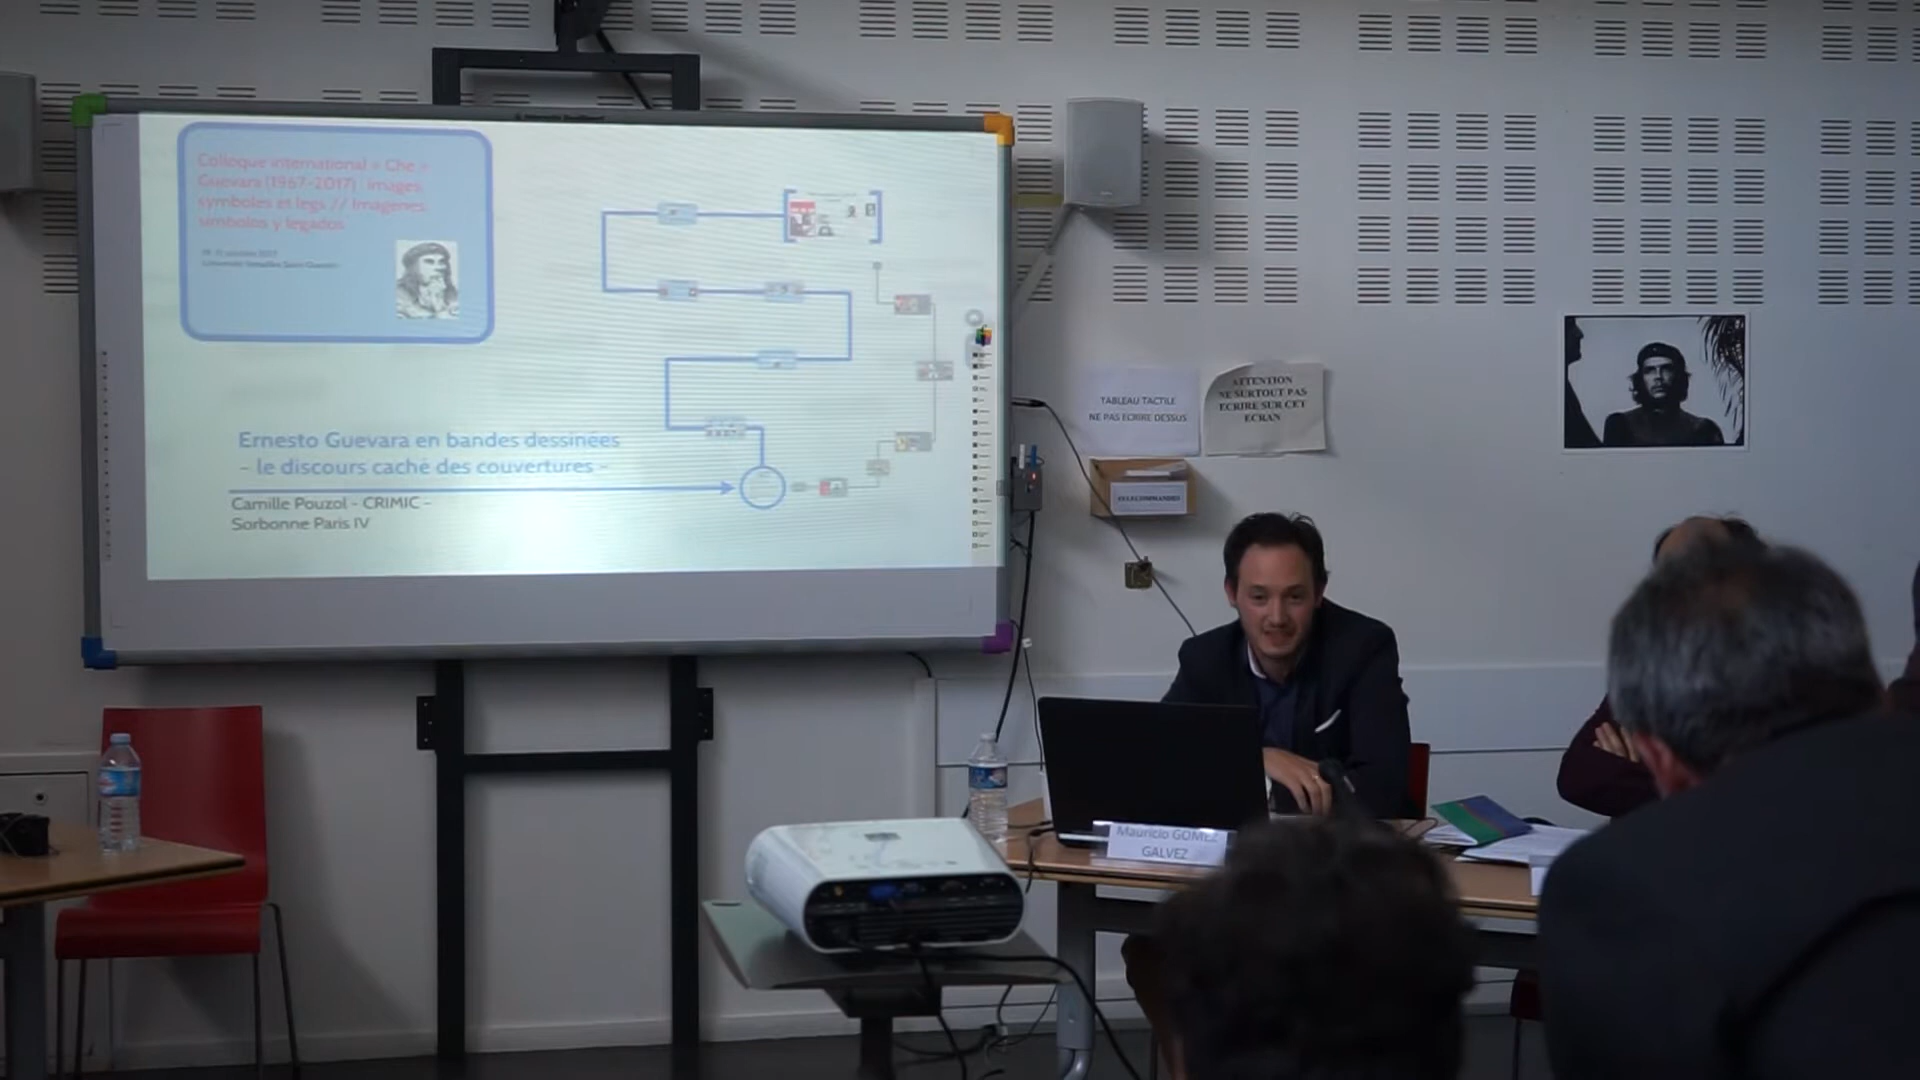 Colloque international « Che »
Guevara (1967-2017) : Images,
symboles et legs // Imágenes,
símbolos y legados
Ernesto Guevara en bandes dessinées
- le discours caché des couvertures -
Camille Pouzol - CRIMIC -
Sorbonne Paris IV
TABLEAU TACTILE
NE PAS ECRIRE DESSUS
ATTENTION
NE SURTOUT PAS
ECRIRE SUR CET
ECRAN
TELECOMMANDES
Mauricio GOMEZ
GALVEZ